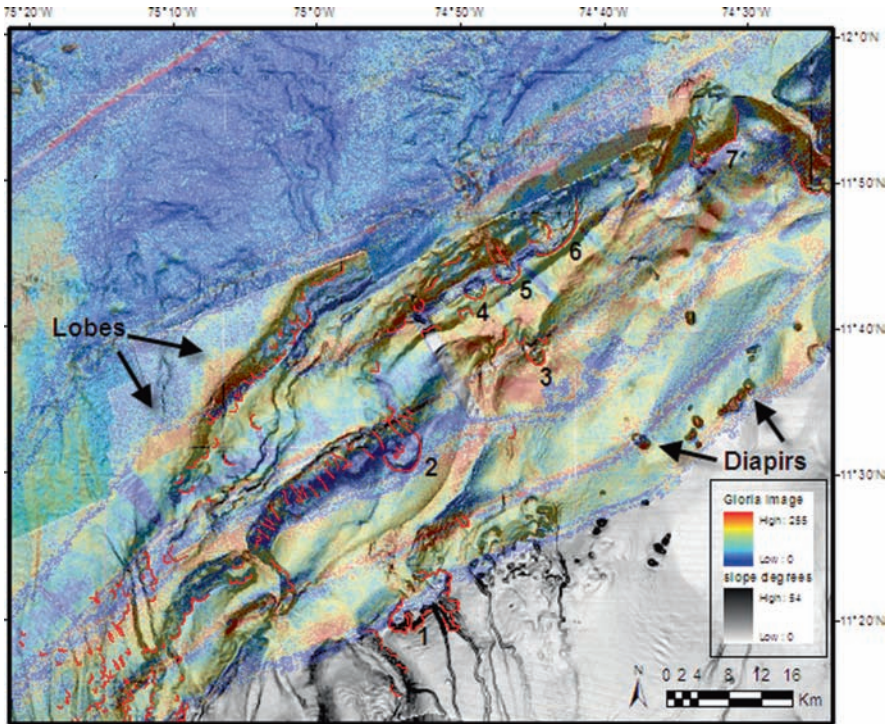 75°20'W 75°10'W 75°0'W 74°50'W 74°40'W 74°30'W
12°0'N
11°50'N
11°40'N
11°30'N
11°20'N
7
6
5
4
3
2
1
Lobes
Diapirs
Gloria Image
High : 255
Low : 0
slope degrees
High : 54
Low : 0
N
0 2 4 8 12 16
Km